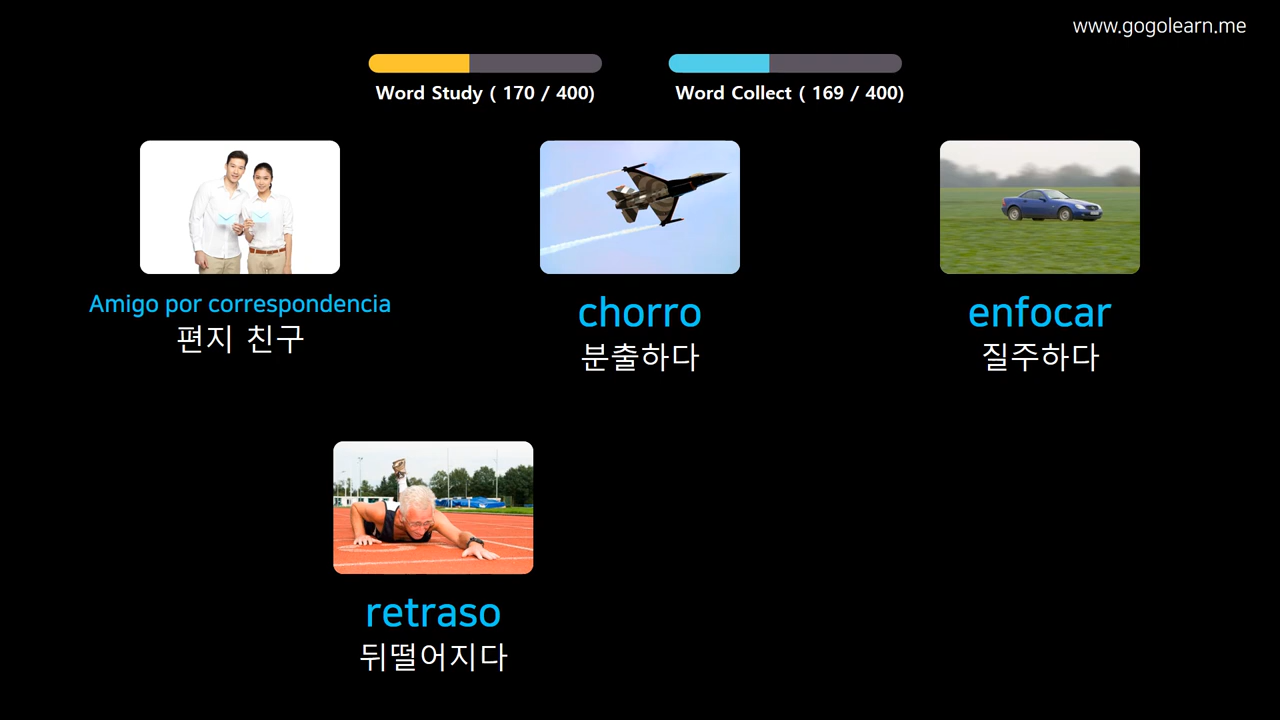 www.gogolearn.me
Word Study ( 170 / 400)
Word Collect ( 169 / 400)
Amigo por correspondencia
편지 친구
chorro
분출하다
enfocar
질주하다
retraso
뒤떨어지다